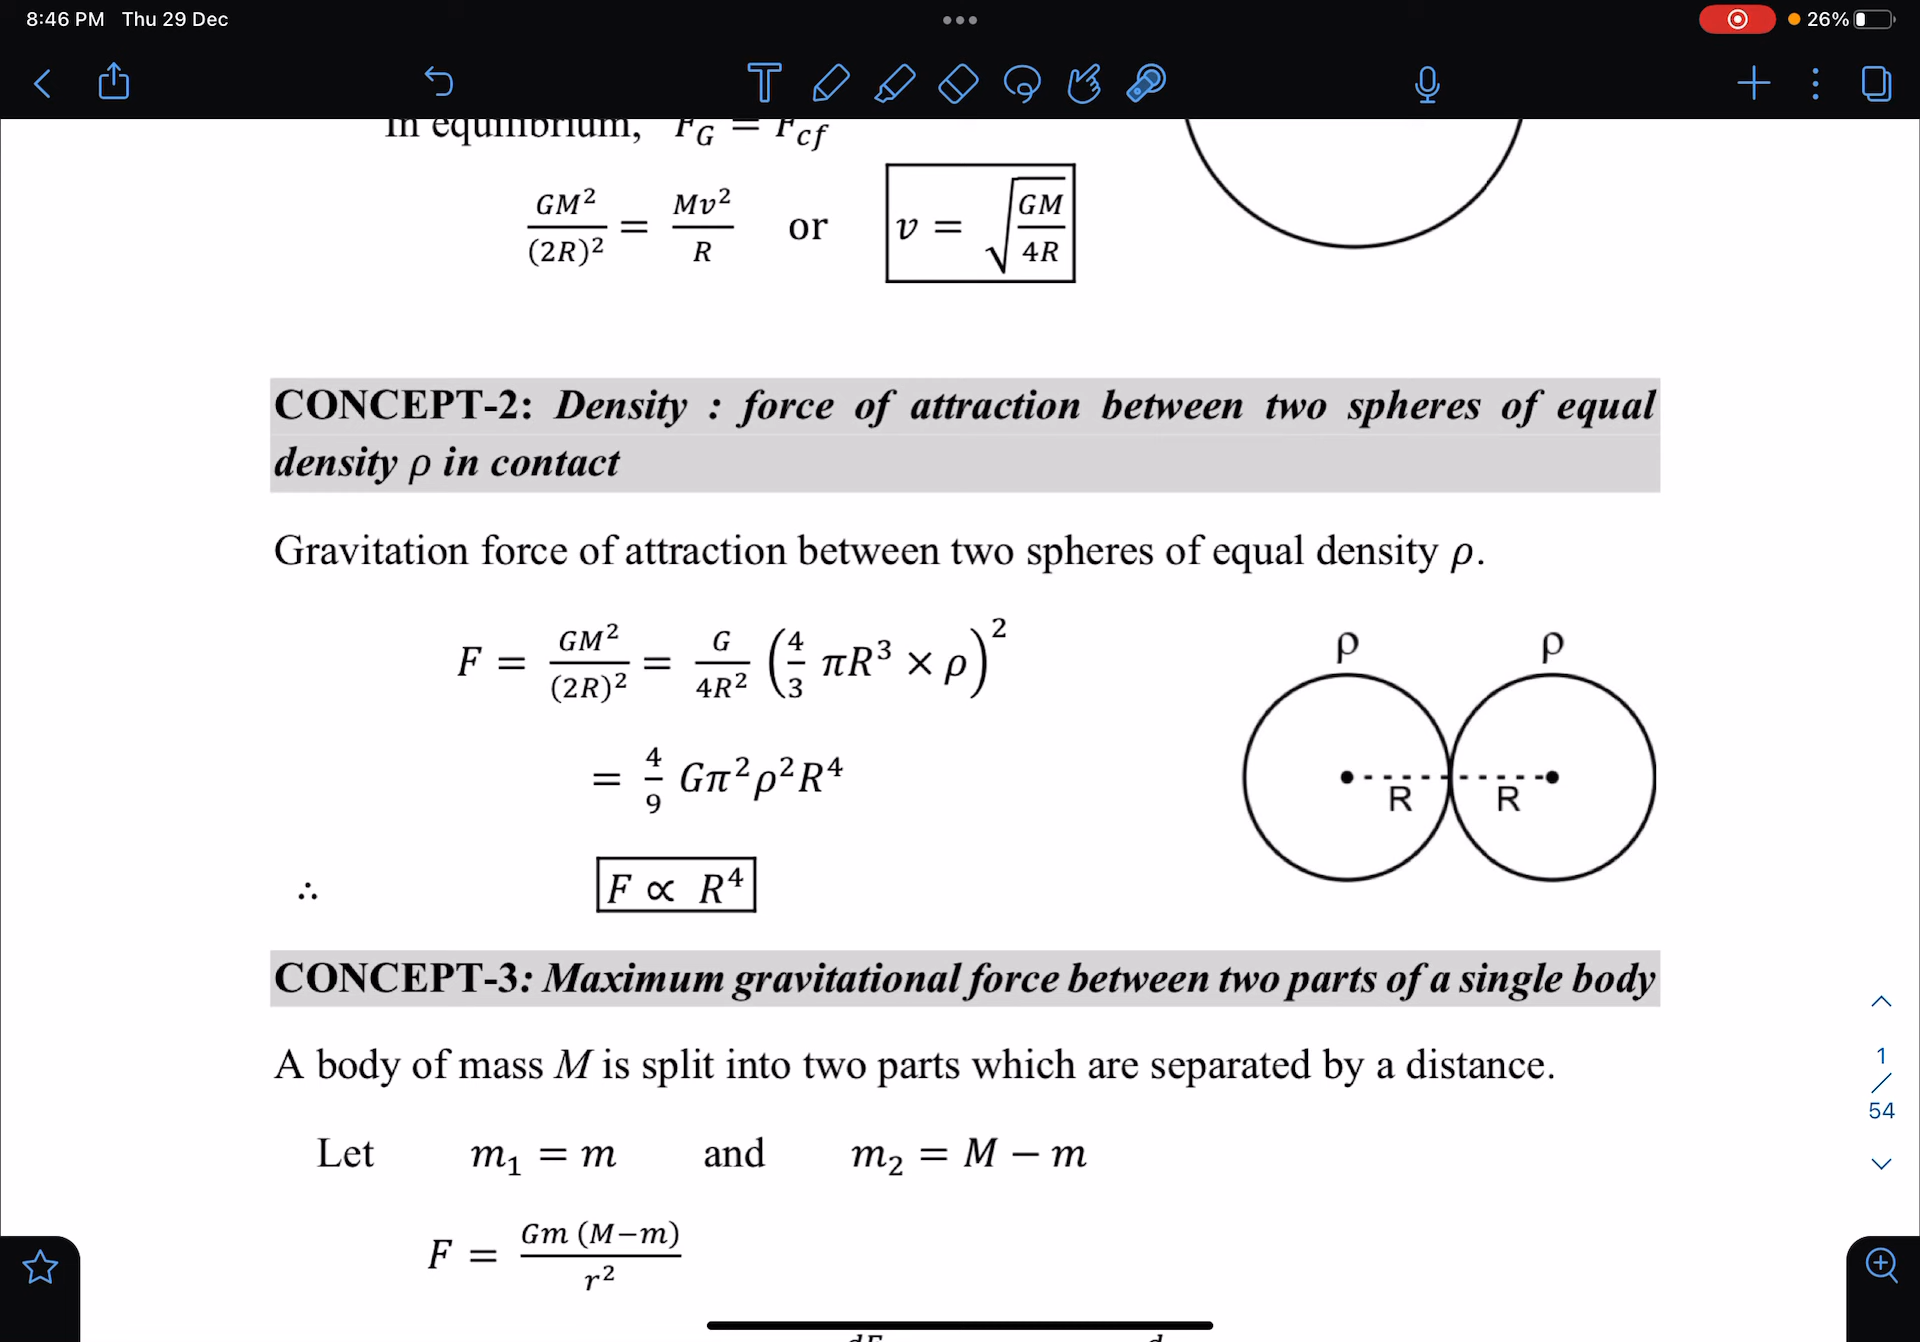 8:46 PM Thu 29 Dec
26%
In equilibrium, F_G = F_cf
GM²/(2R)² = Mv²/R or v = √(GM/4R)
CONCEPT-2: Density : force of attraction between two spheres of equal
density ρ in contact
Gravitation force of attraction between two spheres of equal density ρ.
F = GM²/(2R)² = G/4R² (4/3 πR³ × ρ)²
= 4/9 Gπ²ρ²R⁴
∴ F ∝ R⁴
ρ ρ
R R
CONCEPT-3: Maximum gravitational force between two parts of a single body
A body of mass M is split into two parts which are separated by a distance.
Let m₁ = m and m₂ = M − m
F = Gm (M−m)/r²
1
/
54